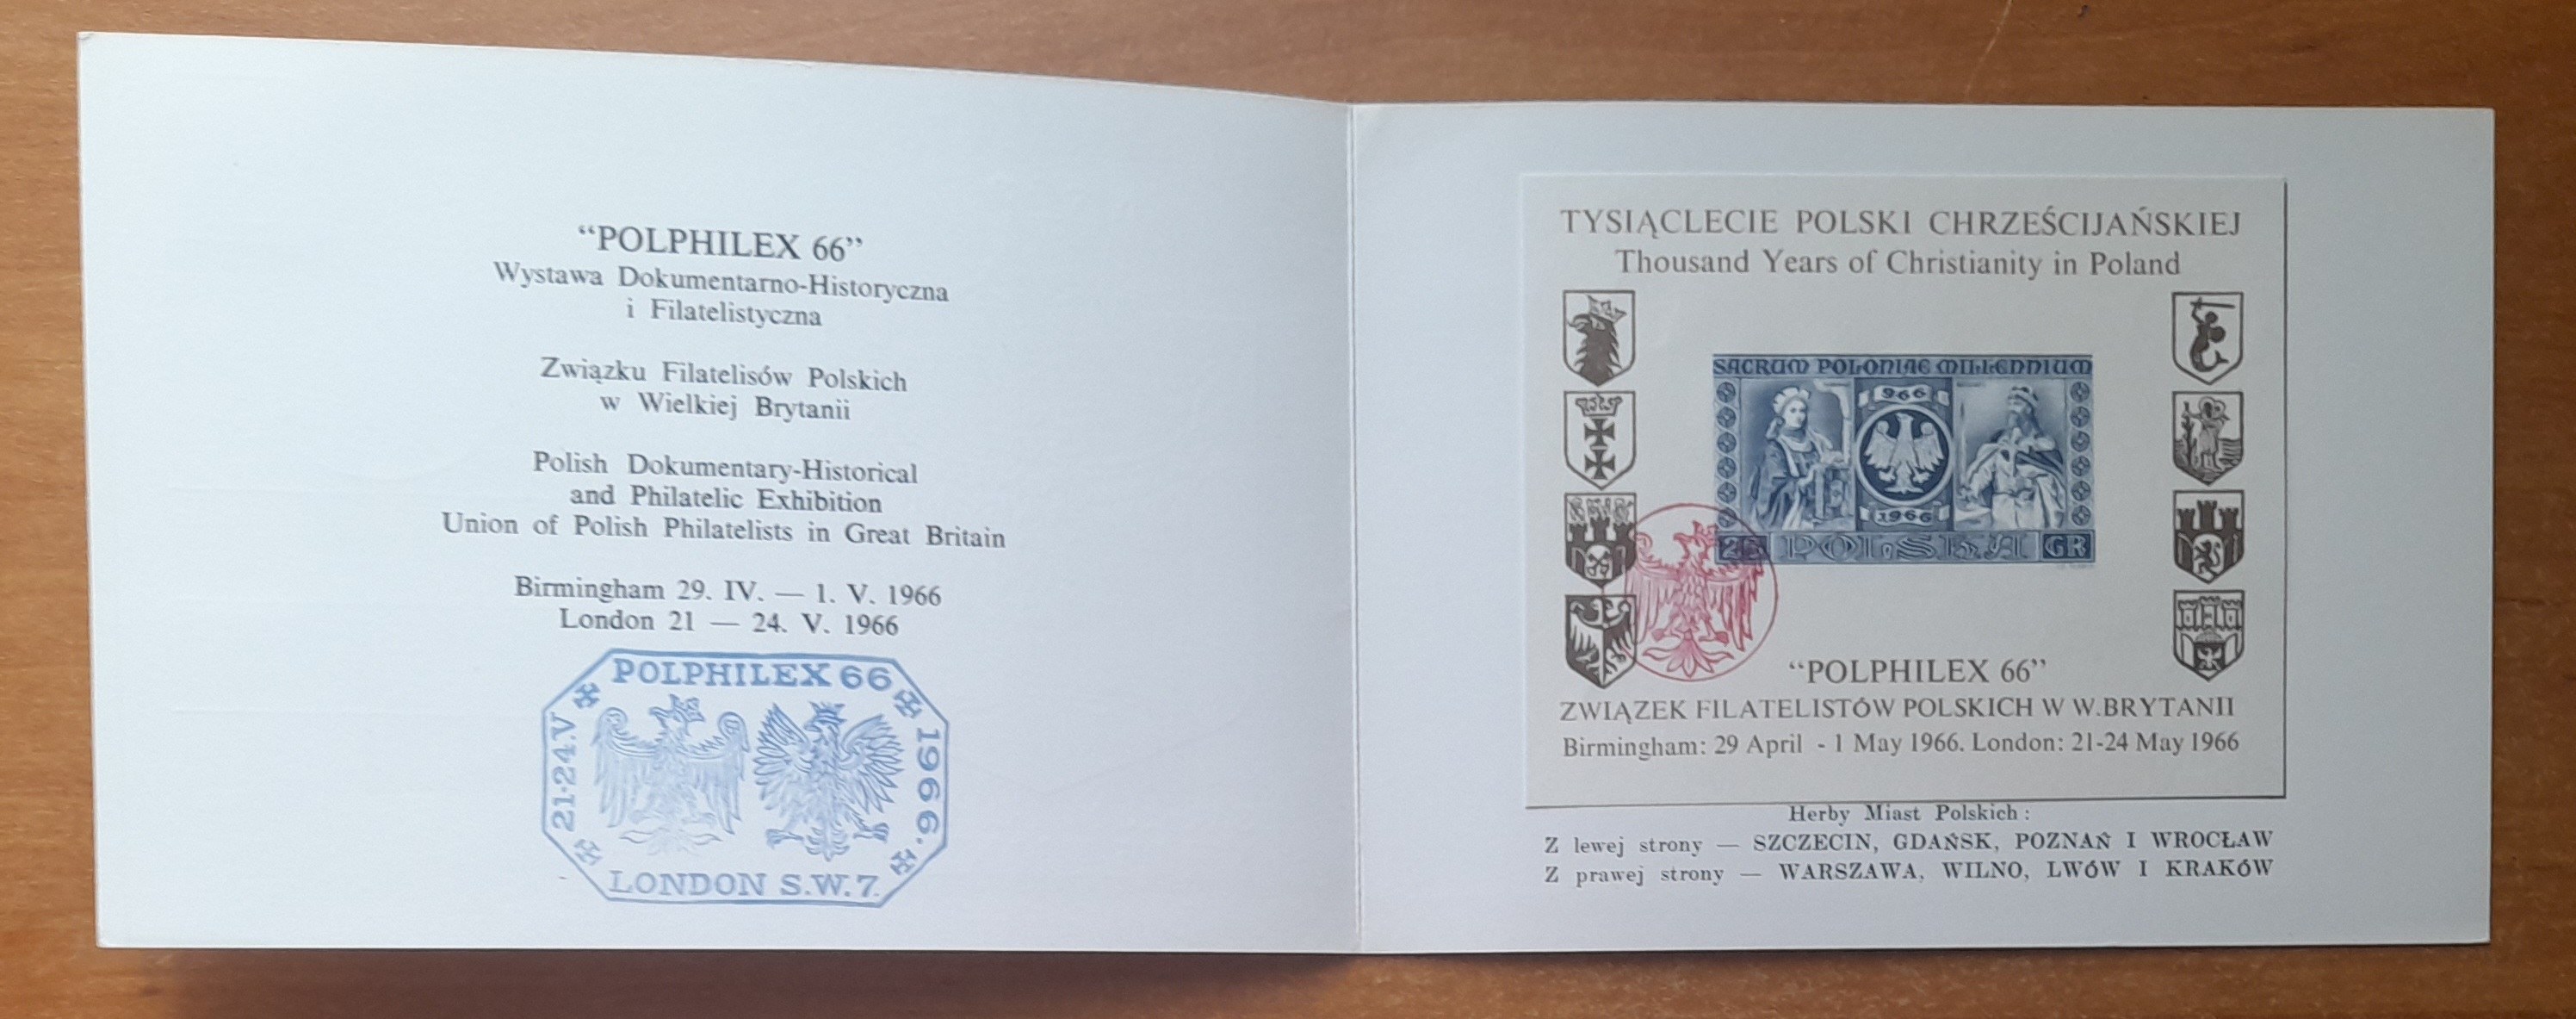 “POLPHILEX 66”
Wystawa Dokumentarno-Historyczna
i Filatelistyczna
Związku Filatelisów Polskich
w Wielkiej Brytanii
Polish Dokumentary-Historical
and Philatelic Exhibition
Union of Polish Philatelists in Great Britain
Birmingham 29. IV. — 1. V. 1966
London 21 — 24. V. 1966
POLPHILEX 66
21-24.V
1966.
LONDON S.W.7.
TYSIĄCLECIE POLSKI CHRZEŚCIJAŃSKIEJ
Thousand Years of Christianity in Poland
SACRUM POLONIAE MILLENNIUM
966
1966
POLSKA GR
“POLPHILEX 66”
ZWIĄZEK FILATELISTÓW POLSKICH W W.BRYTANII
Birmingham: 29 April - 1 May 1966. London: 21-24 May 1966
Herby Miast Polskich :
Z lewej strony — SZCZECIN, GDAŃSK, POZNAŃ I WROCŁAW
Z prawej strony — WARSZAWA, WILNO, LWÓW I KRAKÓW